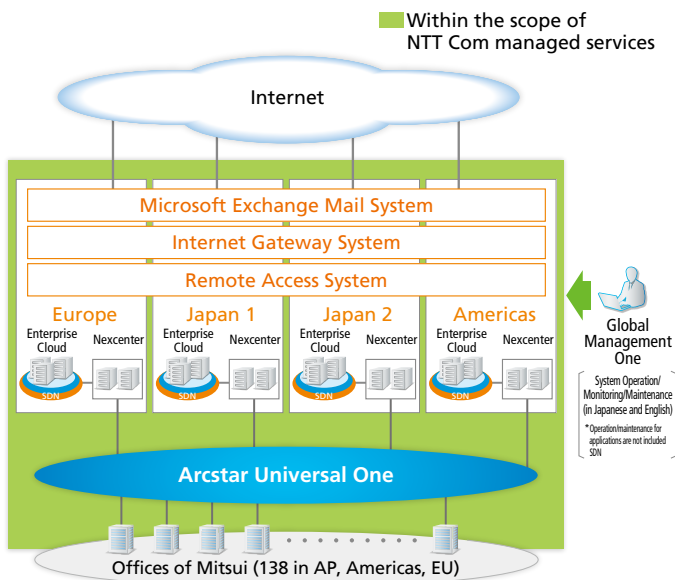 Within the scope of
NTT Com managed services
Internet
Microsoft Exchange Mail System
Internet Gateway System
Remote Access System
Europe
Japan 1
Japan 2
Americas
Enterprise
Cloud
Nexcenter
SDN
Enterprise
Cloud
Nexcenter
SDN
Enterprise
Cloud
Nexcenter
SDN
Enterprise
Cloud
Nexcenter
SDN
Global
Management
One
System Operation/
Monitoring/Maintenance
(in Japanese and English)
* Operation/maintenance for
applications are not included
SDN
Arcstar Universal One
Offices of Mitsui (138 in AP, Americas, EU)